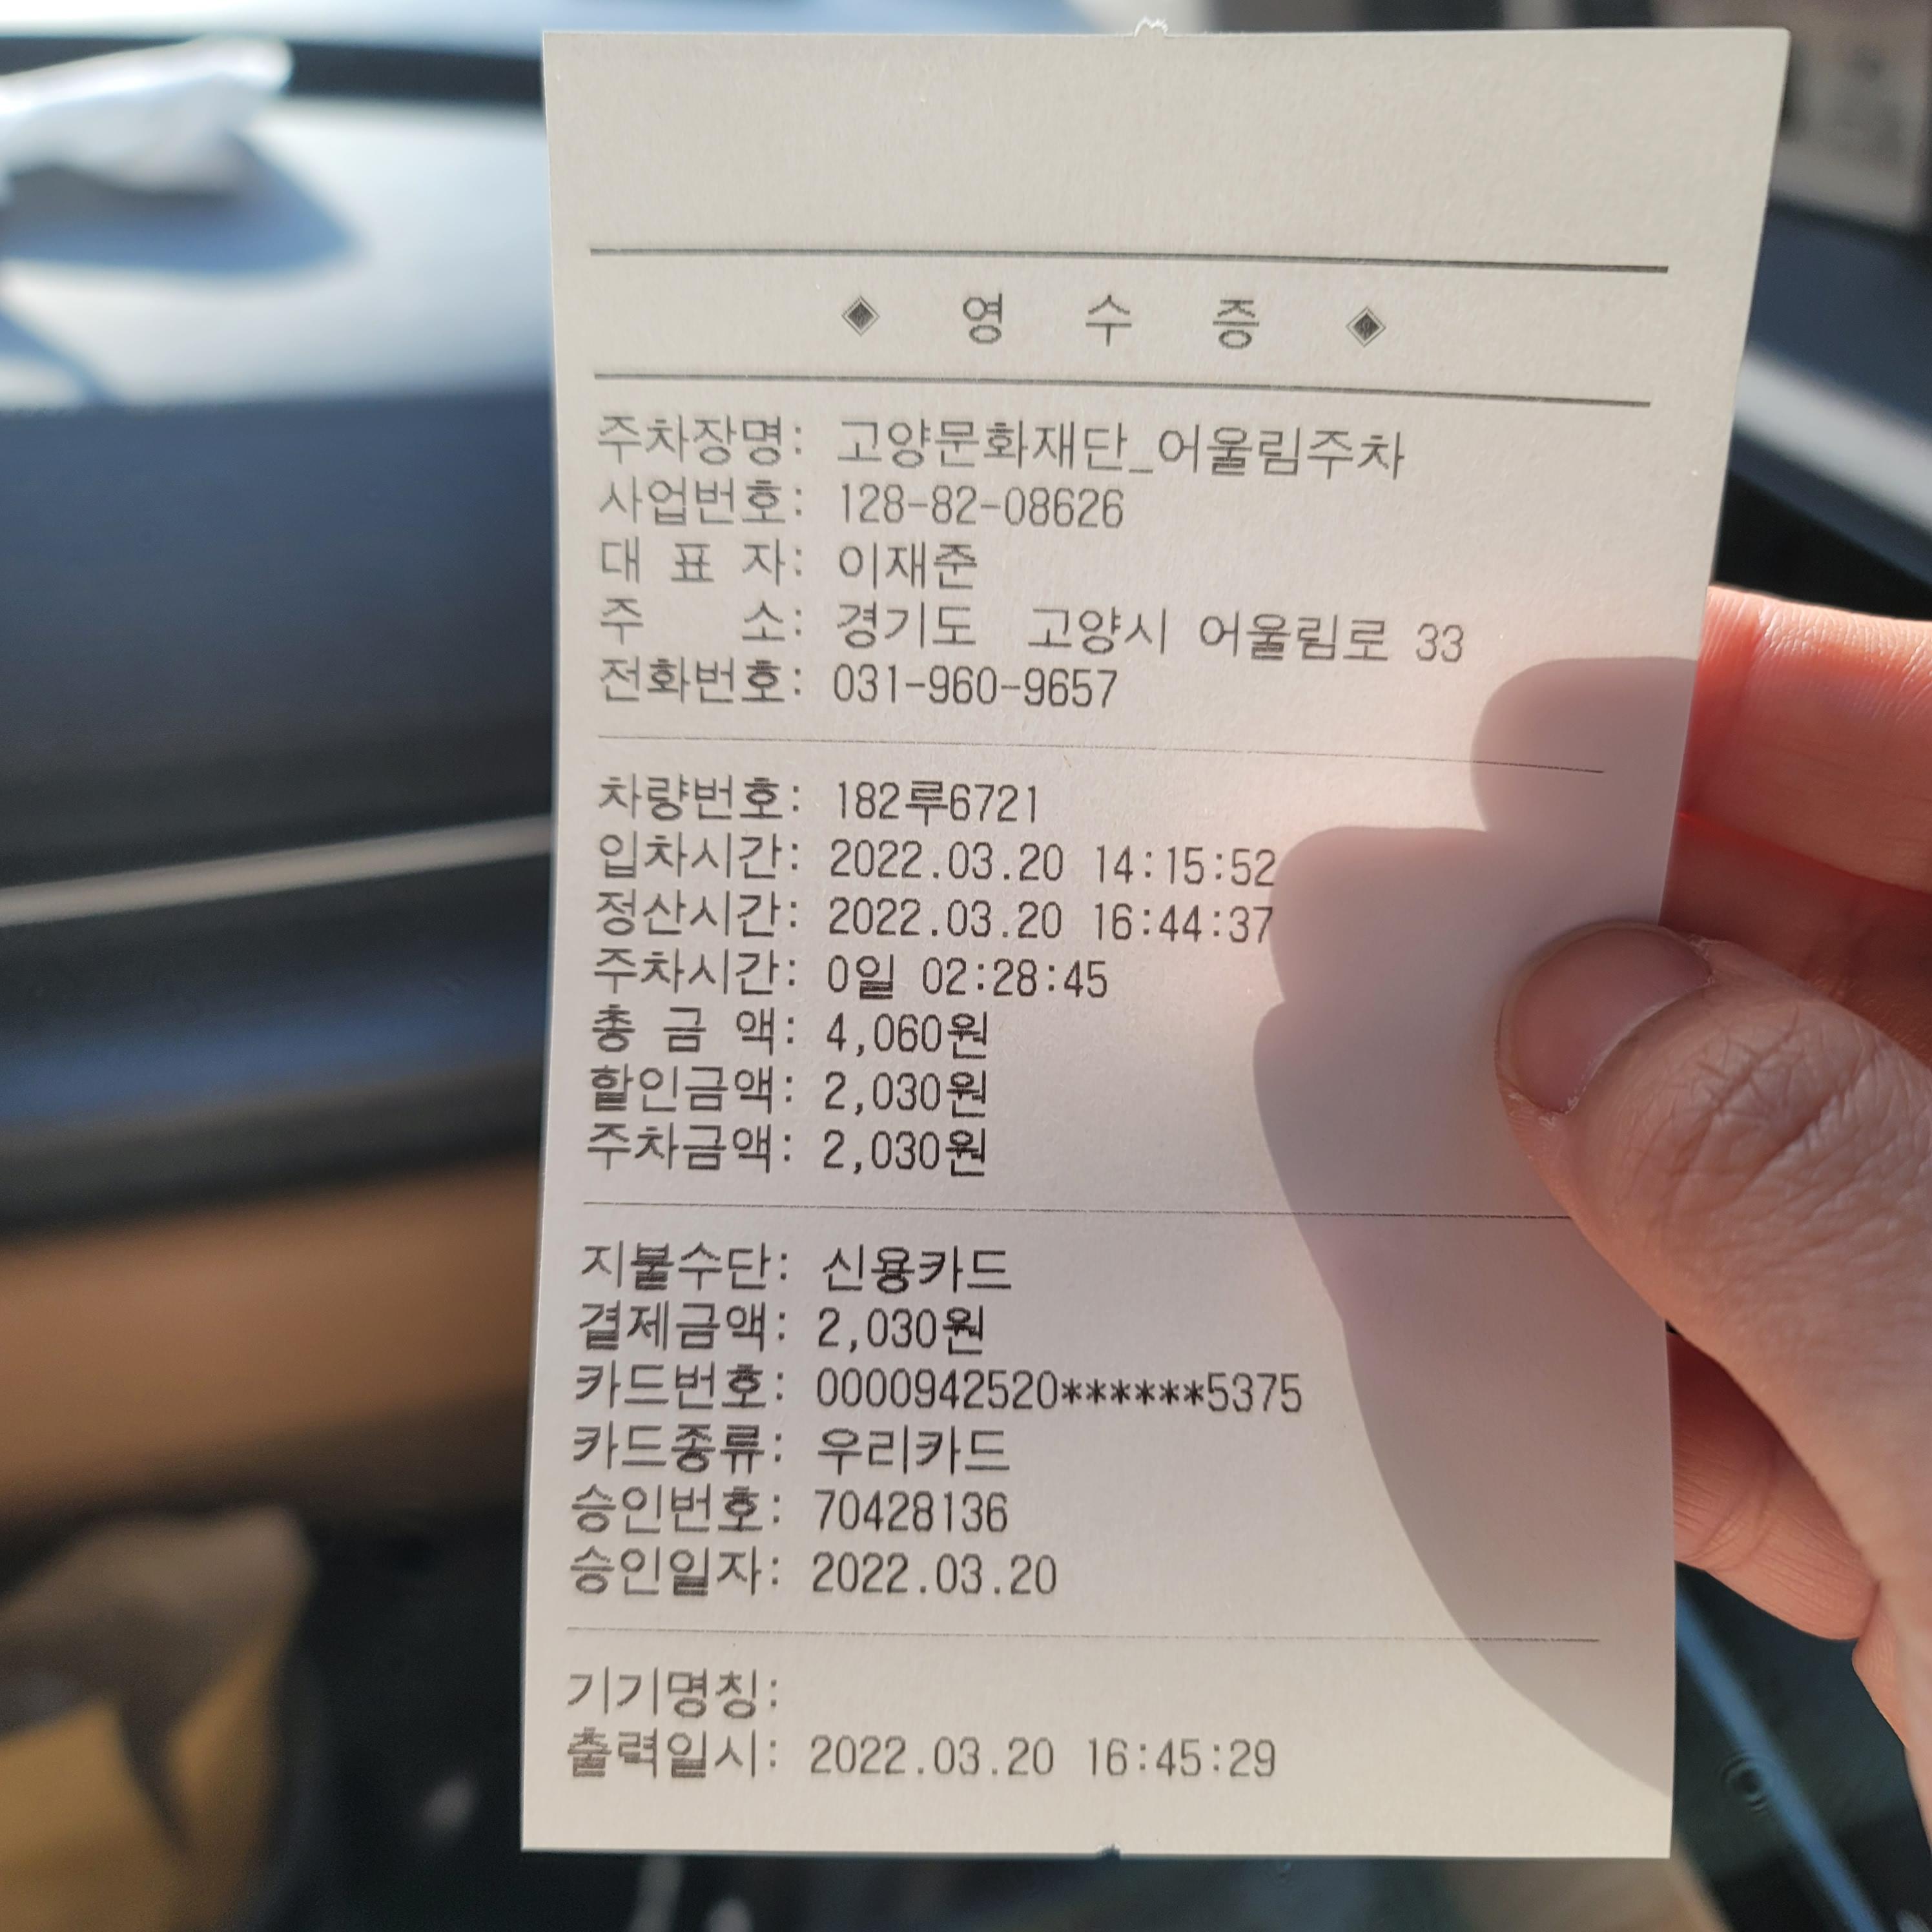 ◈ 영 수 증 ◈
주차장명: 고양문화재단_어울림주차
사업번호: 128-82-08626
대 표 자: 이재준
주 소: 경기도 고양시 어울림로 33
전화번호: 031-960-9657
차량번호: 182루6721
입차시간: 2022.03.20 14:15:52
정산시간: 2022.03.20 16:44:37
주차시간: 0일 02:28:45
총 금 액: 4,060원
할인금액: 2,030원
주차금액: 2,030원
지불수단: 신용카드
결제금액: 2,030원
카드번호: 0000942520******5375
카드종류: 우리카드
승인번호: 70428136
승인일자: 2022.03.20
기기명칭:
출력일시: 2022.03.20 16:45:29